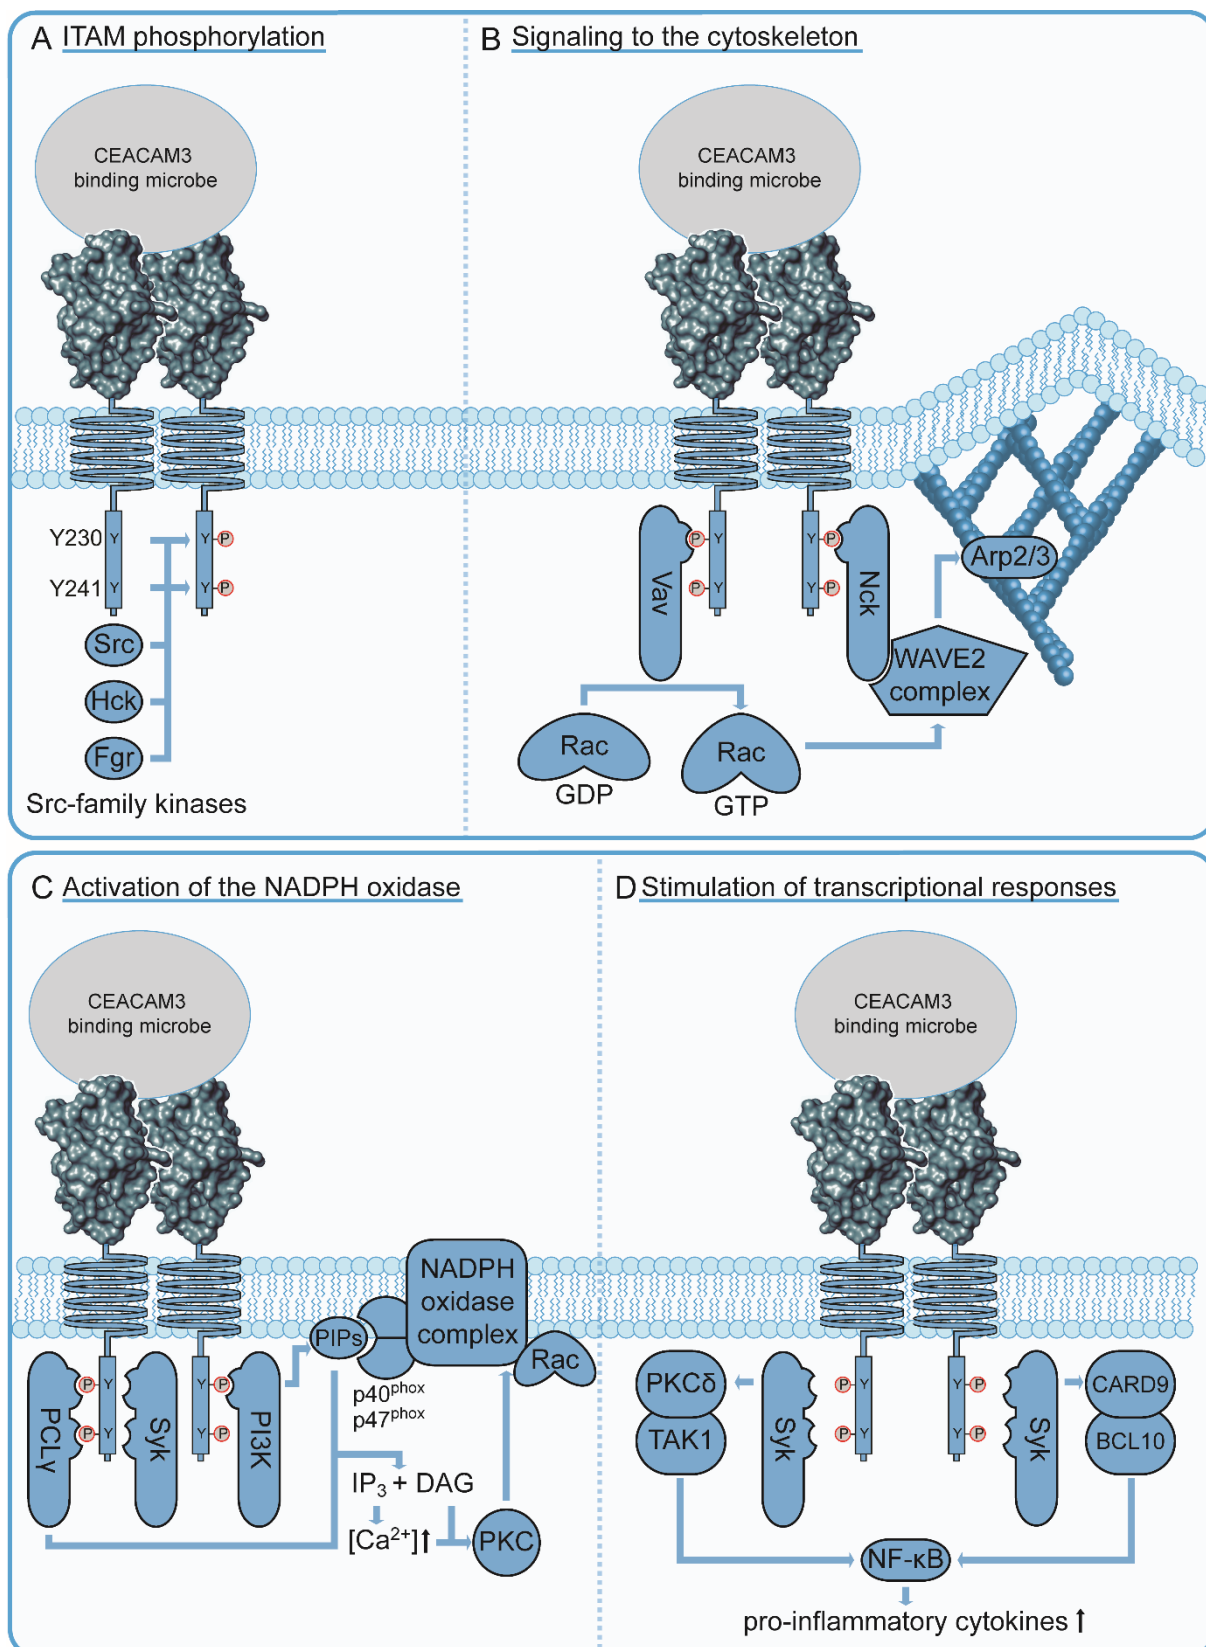 A ITAM phosphorylation
CEACAM3
binding microbe
Y230
Y
Y
P
Y241
Y
Y
P
Src
Hck
Fgr
Src-family kinases
B Signaling to the cytoskeleton
CEACAM3
binding microbe
Vav
P
Y
P
Y
Y
P
Y
P
Nck
Arp2/3
WAVE2
complex
Rac
GDP
Rac
GTP
C Activation of the NADPH oxidase
CEACAM3
binding microbe
NADPH
oxidase
complex
PIPs
Rac
p40phox
p47phox
PCLγ
P
Y
P
Y
Syk
Y
P
Y
P
PI3K
IP3 + DAG
[Ca2+]↑
PKC
D Stimulation of transcriptional responses
CEACAM3
binding microbe
PKCδ
TAK1
Syk
P
Y
P
Y
Y
P
Y
P
Syk
CARD9
BCL10
NF-κB
pro-inflammatory cytokines ↑